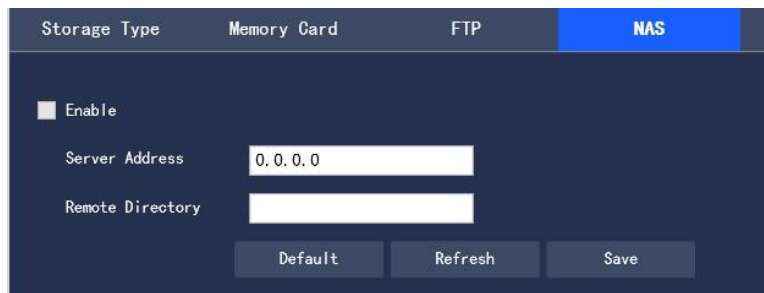 Storage Type Memory Card FTP NAS
Enable
Server Address 0.0.0.0
Remote Directory
Default Refresh Save